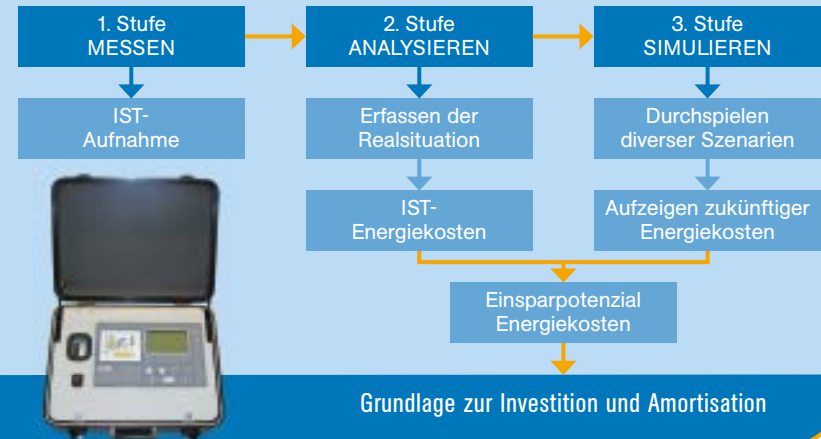 1. Stufe
MESSEN
2. Stufe
ANALYSIEREN
3. Stufe
SIMULIEREN
IST-
Aufnahme
Erfassen der
Realsituation
Durchspielen
diverser Szenarien
IST-
Energiekosten
Aufzeigen zukünftiger
Energiekosten
Einsparpotenzial
Energiekosten
Grundlage zur Investition und Amortisation